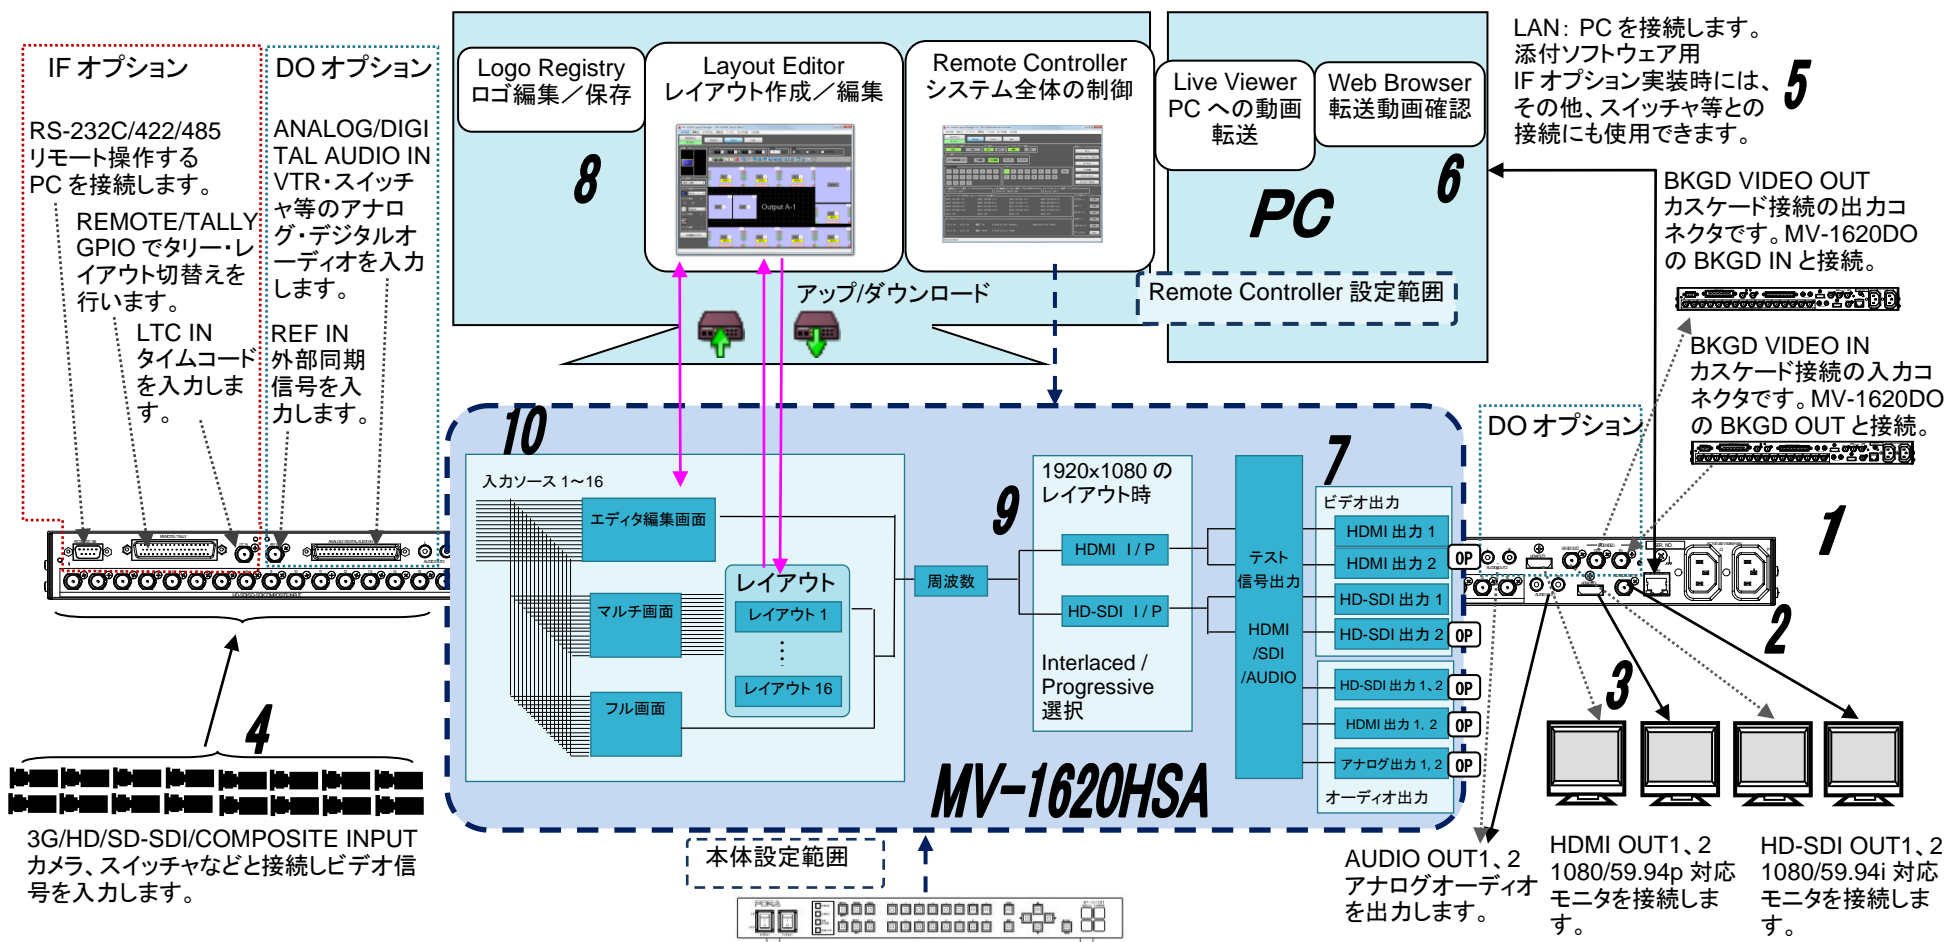 IF オプション
RS-232C/422/485
リモート操作する
PC を接続します。
REMOTE/TALLY
GPIO でタリー・レ
イアウト切替えを
行います。
LTC IN
タイムコード
を入力しま
す。
DO オプション
ANALOG/DIGI
TAL AUDIO IN
VTR・スイッチ
ャ等のアナロ
グ・デジタルオ
ーディオを入力
します。
REF IN
外部同期
信号を入
力します。
Logo Registry
ロゴ編集／保存
8
Layout Editor
レイアウト作成／編集
Output A-1
Remote Controller
システム全体の制御
Live Viewer
PC への動画
転送
Web Browser
転送動画確認
6
PC
アップ/ダウンロード
Remote Controller 設定範囲
LAN： PC を接続します。
添付ソフトウェア用
IF オプション実装時には、
その他、スイッチャ等との
接続にも使用できます。
5
BKGD VIDEO OUT
カスケード接続の出力コ
ネクタです。MV-1620DO
の BKGD IN と接続。
BKGD VIDEO IN
カスケード接続の入力コ
ネクタです。MV-1620DO
の BKGD OUT と接続。
DO オプション
1
2
3
10
入力ソース 1～16
エディタ編集画面
マルチ画面
フル画面
レイアウト
レイアウト 1
レイアウト 16
周波数
9
1920x1080 の
レイアウト時
HDMI I / P
HD-SDI I / P
Interlaced /
Progressive
選択
テスト
信号出力
HDMI
/SDI
/AUDIO
7
ビデオ出力
HDMI 出力 1
HDMI 出力 2 OP
HD-SDI 出力 1
HD-SDI 出力 2 OP
HD-SDI 出力 1、2 OP
HDMI 出力 1、2 OP
アナログ出力 1、2 OP
オーディオ出力
MV-1620HSA
REMOTE/TALLY
HD-SDI/SD-SDI/COMPOSITE INPUT
4
3G/HD/SD-SDI/COMPOSITE INPUT
カメラ、スイッチャなどと接続しビデオ信
号を入力します。
本体設定範囲
AUDIO OUT1、2
アナログオーディオ
を出力します。
HDMI OUT1、2
1080/59.94p 対応
モニタを接続しま
す。
HD-SDI OUT1、2
1080/59.94i 対応
モニタを接続しま
す。